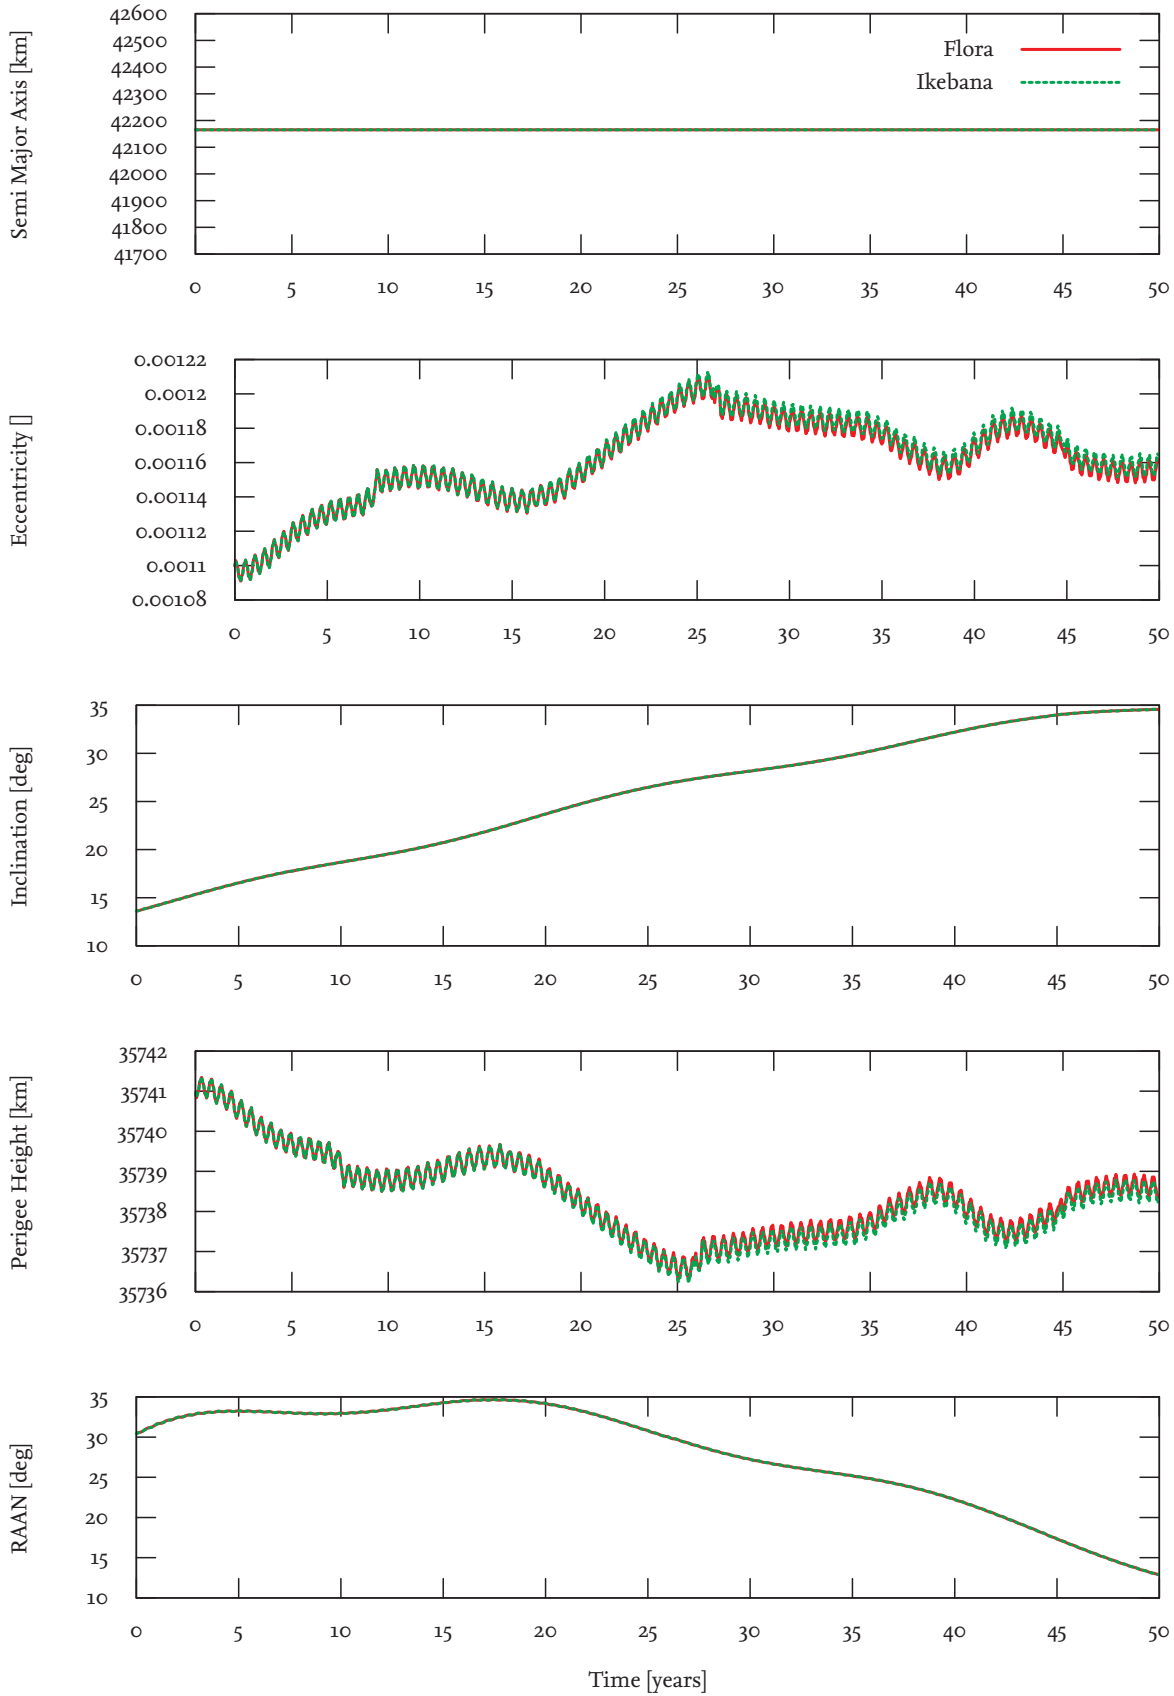 Semi Major Axis [km]
42600
42500
42400
42300
42200
42100
42000
41900
41800
41700
Flora
Ikebana
0 5 10 15 20 25 30 35 40 45 50
Eccentricity []
0.00122
0.0012
0.00118
0.00116
0.00114
0.00112
0.0011
0.00108
0 5 10 15 20 25 30 35 40 45 50
Inclination [deg]
35
30
25
20
15
10
0 5 10 15 20 25 30 35 40 45 50
Perigee Height [km]
35742
35741
35740
35739
35738
35737
35736
0 5 10 15 20 25 30 35 40 45 50
RAAN [deg]
35
30
25
20
15
10
0 5 10 15 20 25 30 35 40 45 50
Time [years]